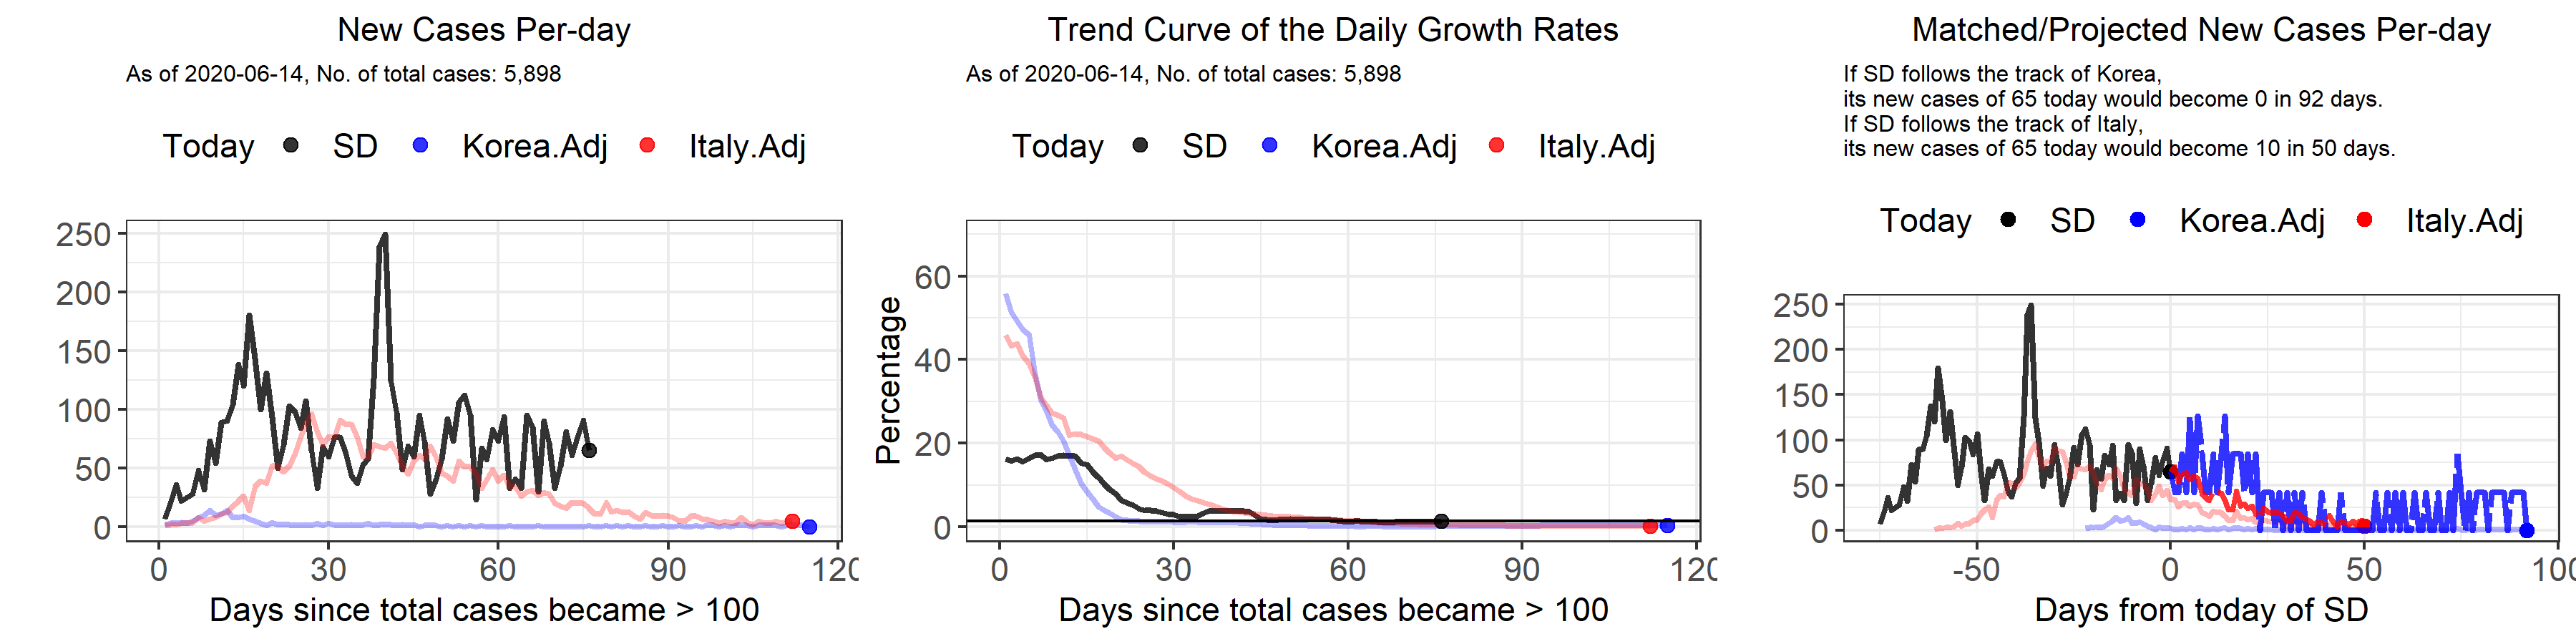 New Cases Per-day
As of 2020-06-14, No. of total cases: 5,898
Today SD Korea.Adj Italy.Adj
250
200
150
100
50
0
0 30 60 90 120
Days since total cases became > 100
Trend Curve of the Daily Growth Rates
As of 2020-06-14, No. of total cases: 5,898
Today SD Korea.Adj Italy.Adj
Percentage
60
40
20
0
0 30 60 90 120
Days since total cases became > 100
Matched/Projected New Cases Per-day
If SD follows the track of Korea,
its new cases of 65 today would become 0 in 92 days.
If SD follows the track of Italy,
its new cases of 65 today would become 10 in 50 days.
Today SD Korea.Adj Italy.Adj
250
200
150
100
50
0
-50 0 50 100
Days from today of SD